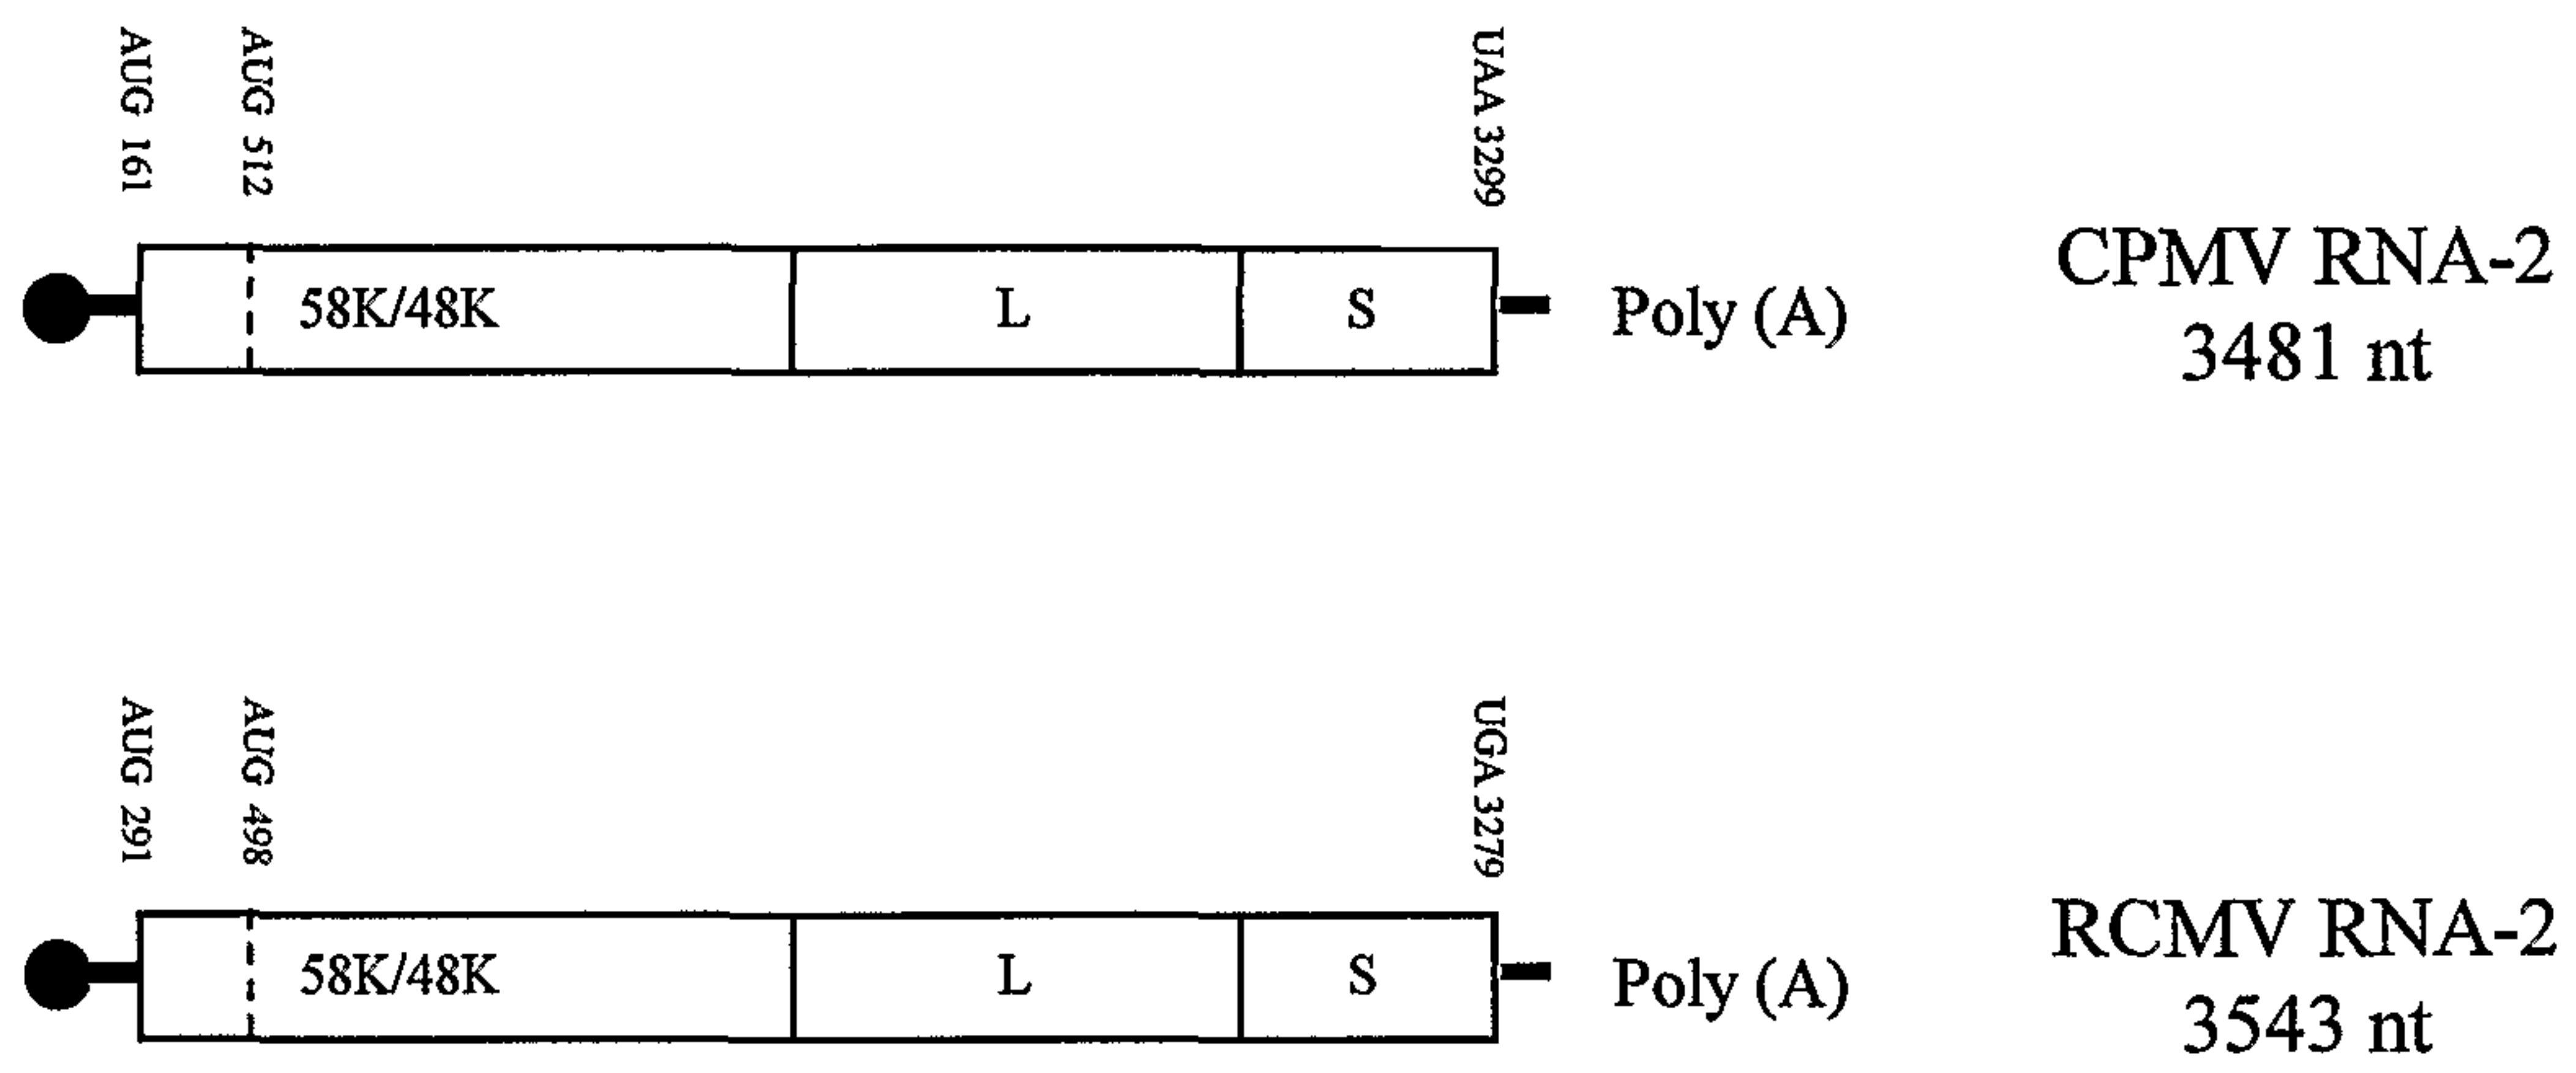 AUG 161
AUG 512
UAA 3299
58K/48K
L
S
Poly (A)
CPMV RNA-2
3481 nt
AUG 291
AUG 498
UGA 3279
58K/48K
L
S
Poly (A)
RCMV RNA-2
3543 nt